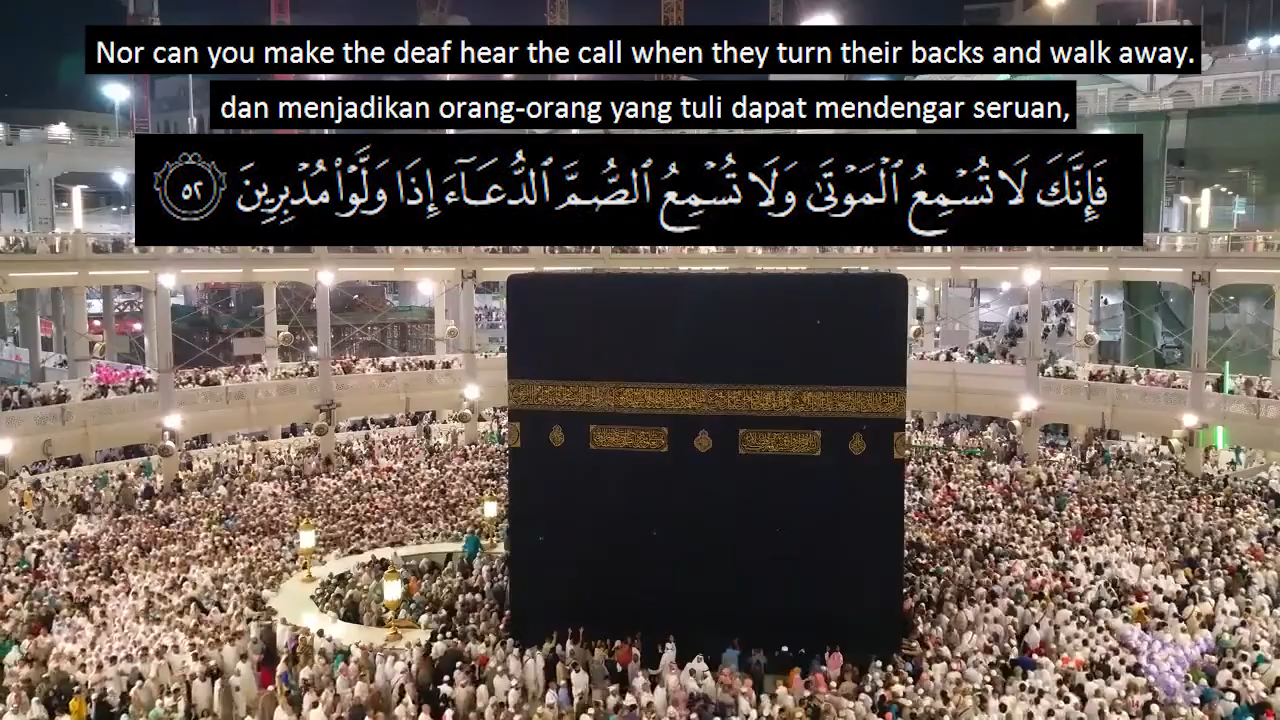 Nor can you make the deaf hear the call when they turn their backs and walk away.
dan menjadikan orang-orang yang tuli dapat mendengar seruan,
فَإِنَّكَ لَا تُسْمِعُ ٱلْمَوْتَىٰ وَلَا تُسْمِعُ ٱلصُّمَّ ٱلدُّعَآءَ إِذَا وَلَّوْا۟ مُدْبِرِينَ ٥٢